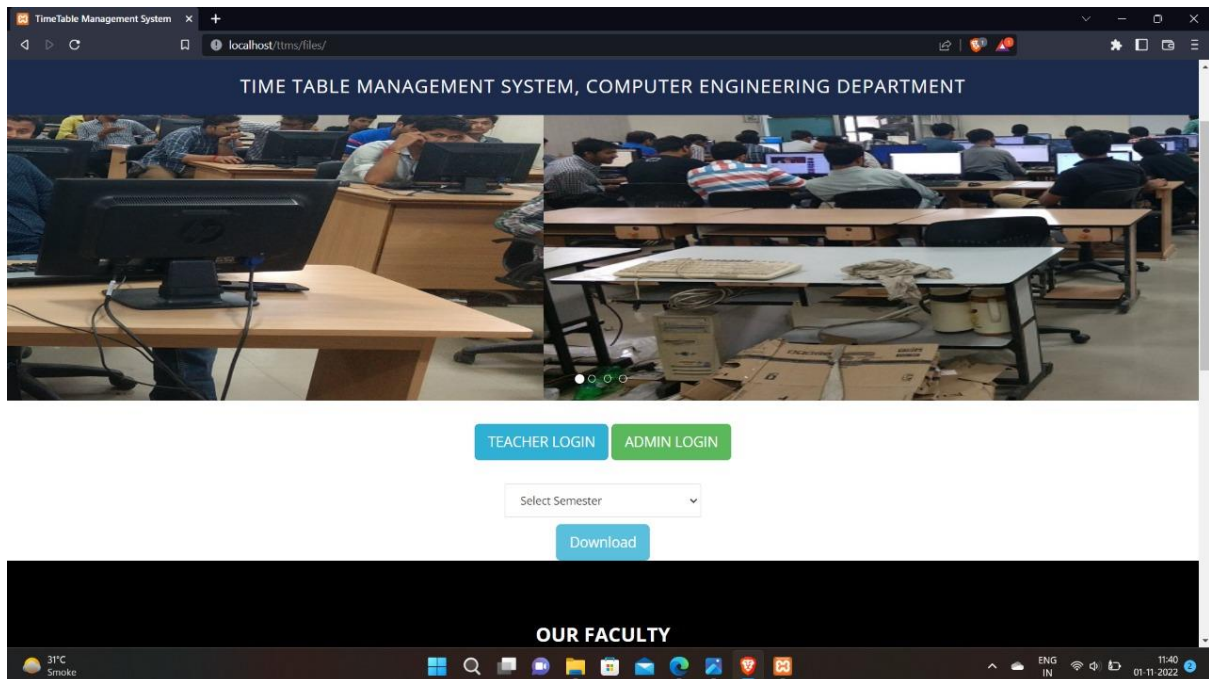 TimeTable Management System
localhost/ttms/files/
TIME TABLE MANAGEMENT SYSTEM, COMPUTER ENGINEERING DEPARTMENT
TEACHER LOGIN ADMIN LOGIN
Select Semester
Download
OUR FACULTY
31°C
Smoke
ENG
IN
11:40
01-11-2022
2